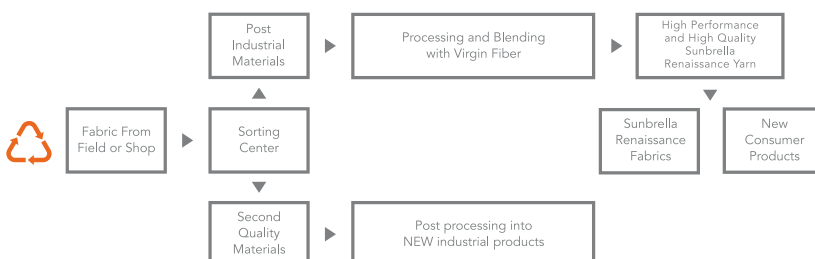 Post
Industrial
Materials
Processing and Blending
with Virgin Fiber
High Performance
and High Quality
Sunbrella
Renaissance Yarn
Fabric From
Field or Shop
Sorting
Center
Sunbrella
Renaissance
Fabrics
New
Consumer
Products
Second
Quality
Materials
Post processing into
NEW industrial products